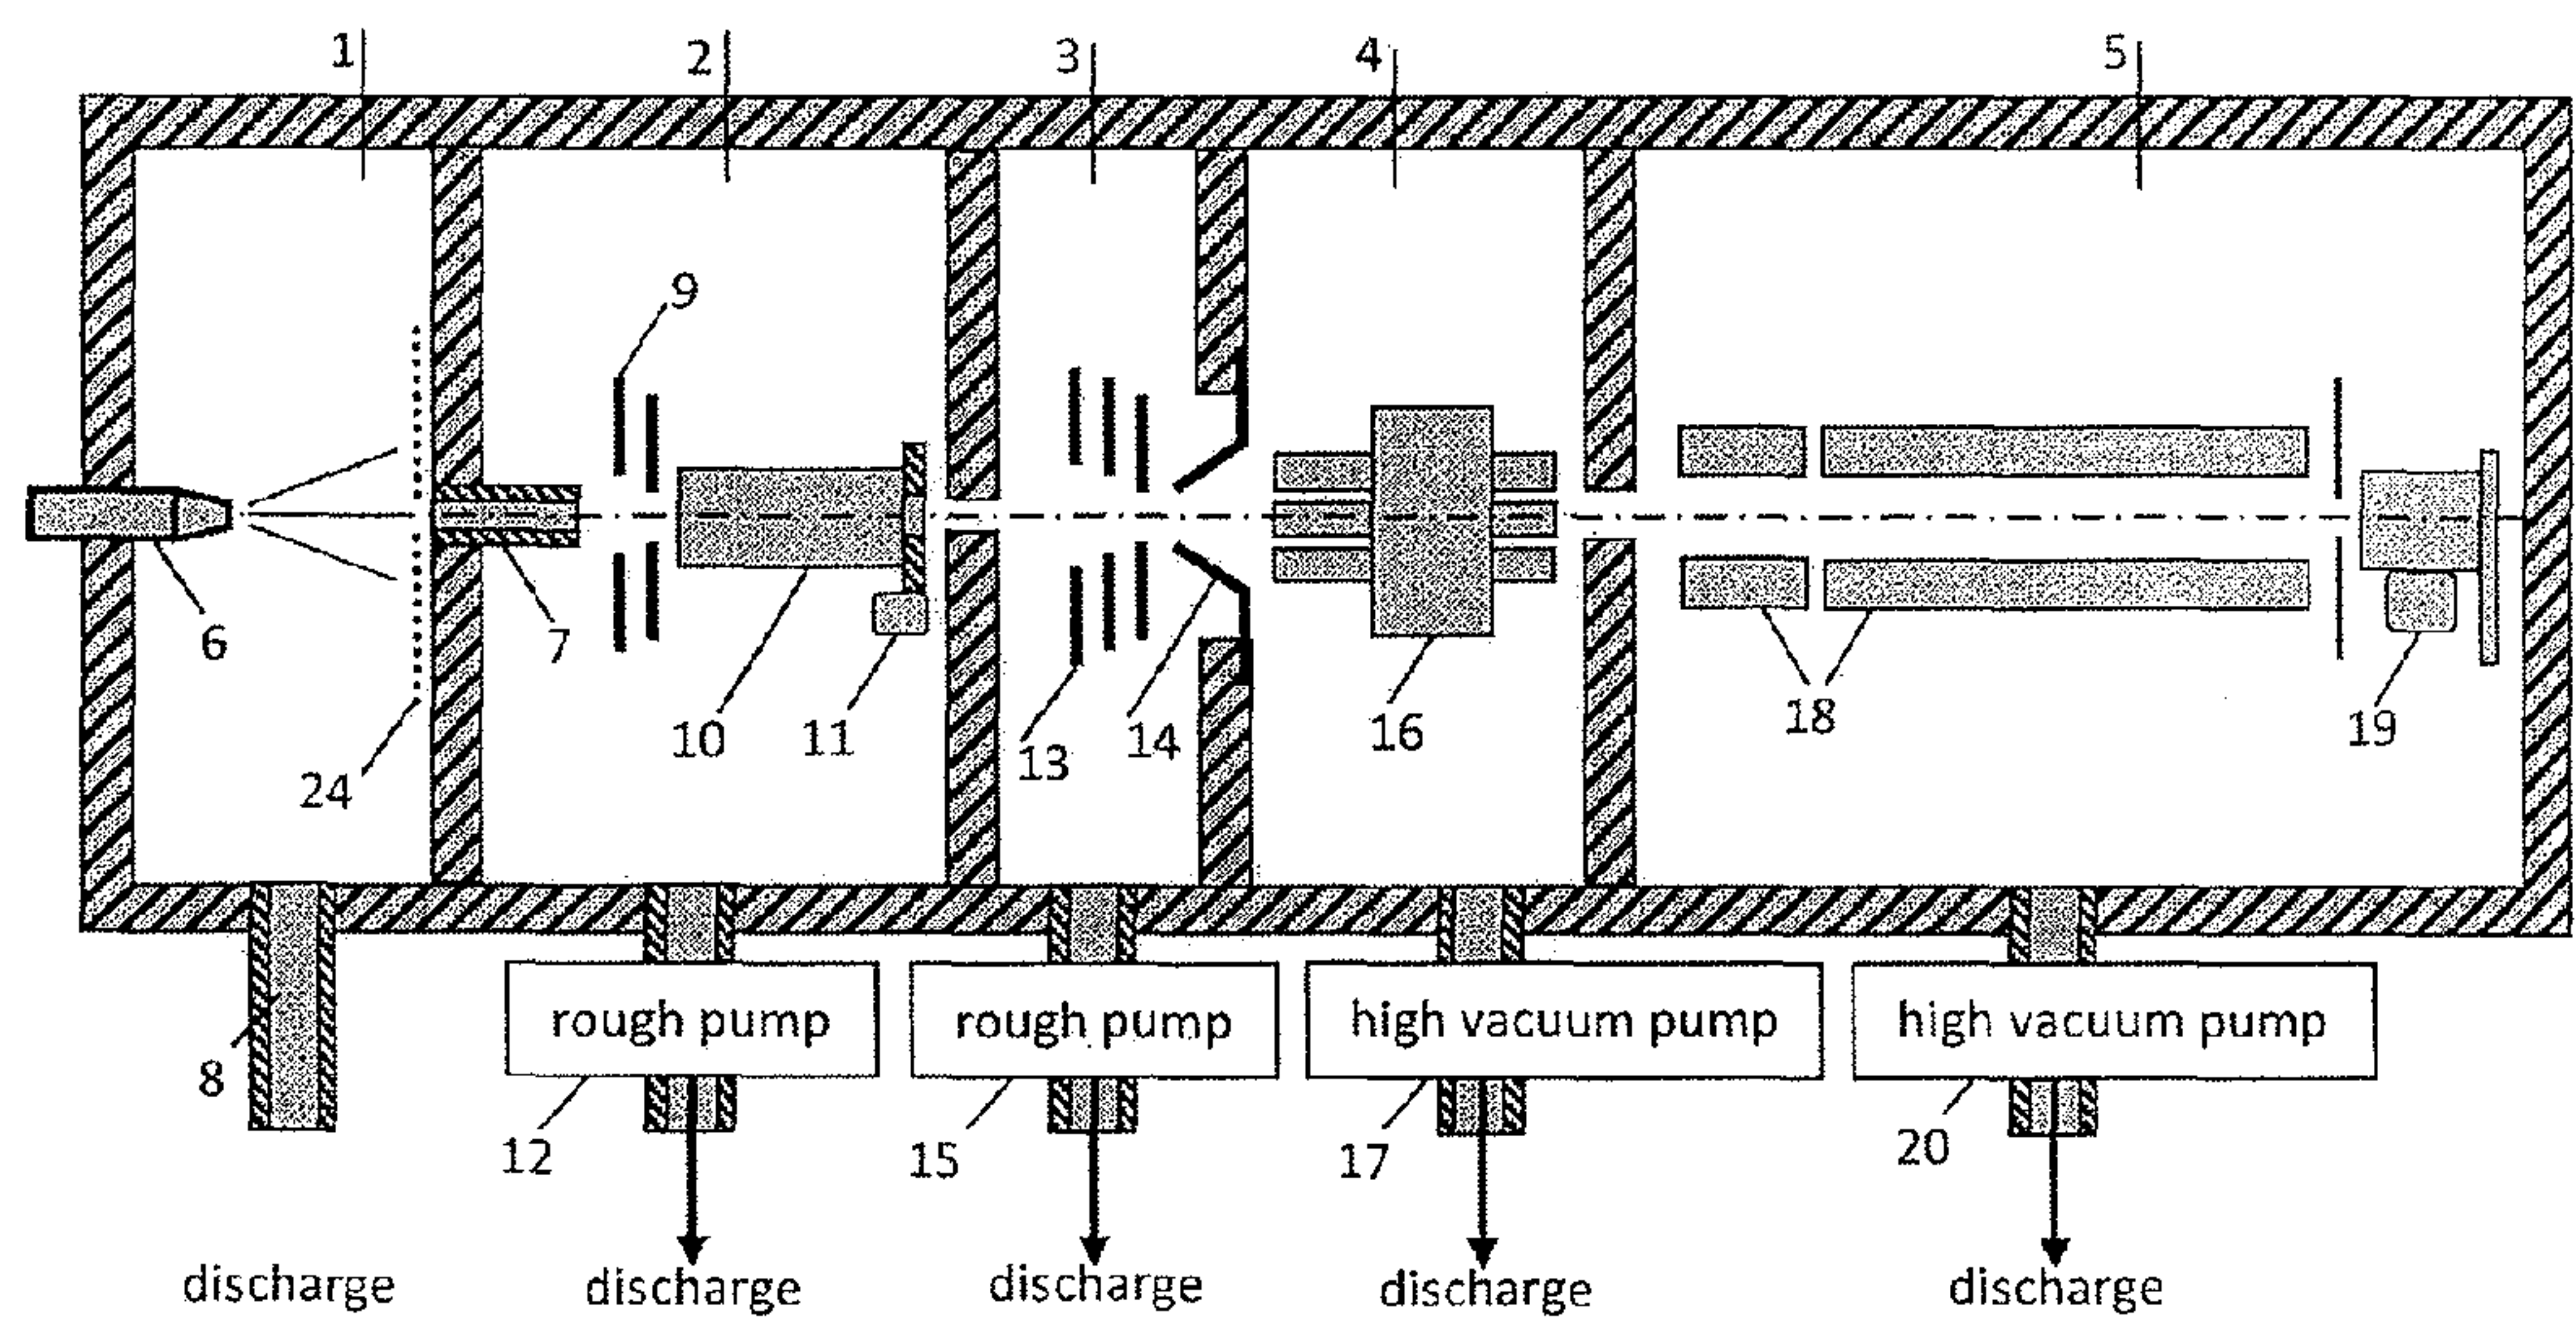 1 2 3 4 5
9
6 7 10 11 13 14 16 18 19
24
rough pump rough pump high vacuum pump high vacuum pump
8
12 15 17 20
discharge discharge discharge discharge discharge